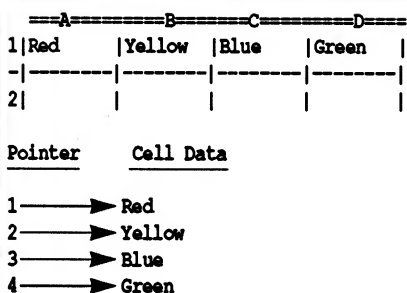 ===A=========B=======C=========D====
1|Red |Yellow |Blue |Green |
-|---------|---------|---------|---------|
2| | | | |
Pointer Cell Data
1 Red
2 Yellow
3 Blue
4 Green